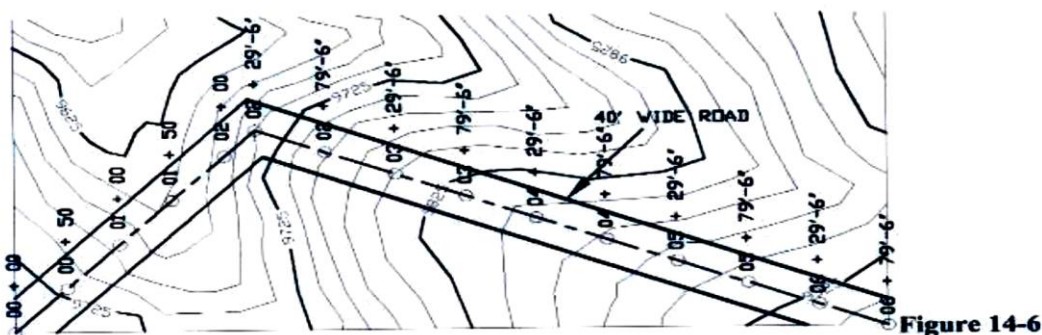 00 + 00
00 + 50
01 + 00
01 + 50
02 + 00
02 + 29'-6"
02 + 79'-6"
03 + 29'-6"
03 + 79'-6"
04 + 29'-6"
04 + 79'-6"
05 + 29'-6"
05 + 79'-6"
06 + 29'-6"
06 + 79'-6"
40' WIDE ROAD
9825
9725
9825
9725
9825
Figure 14-6